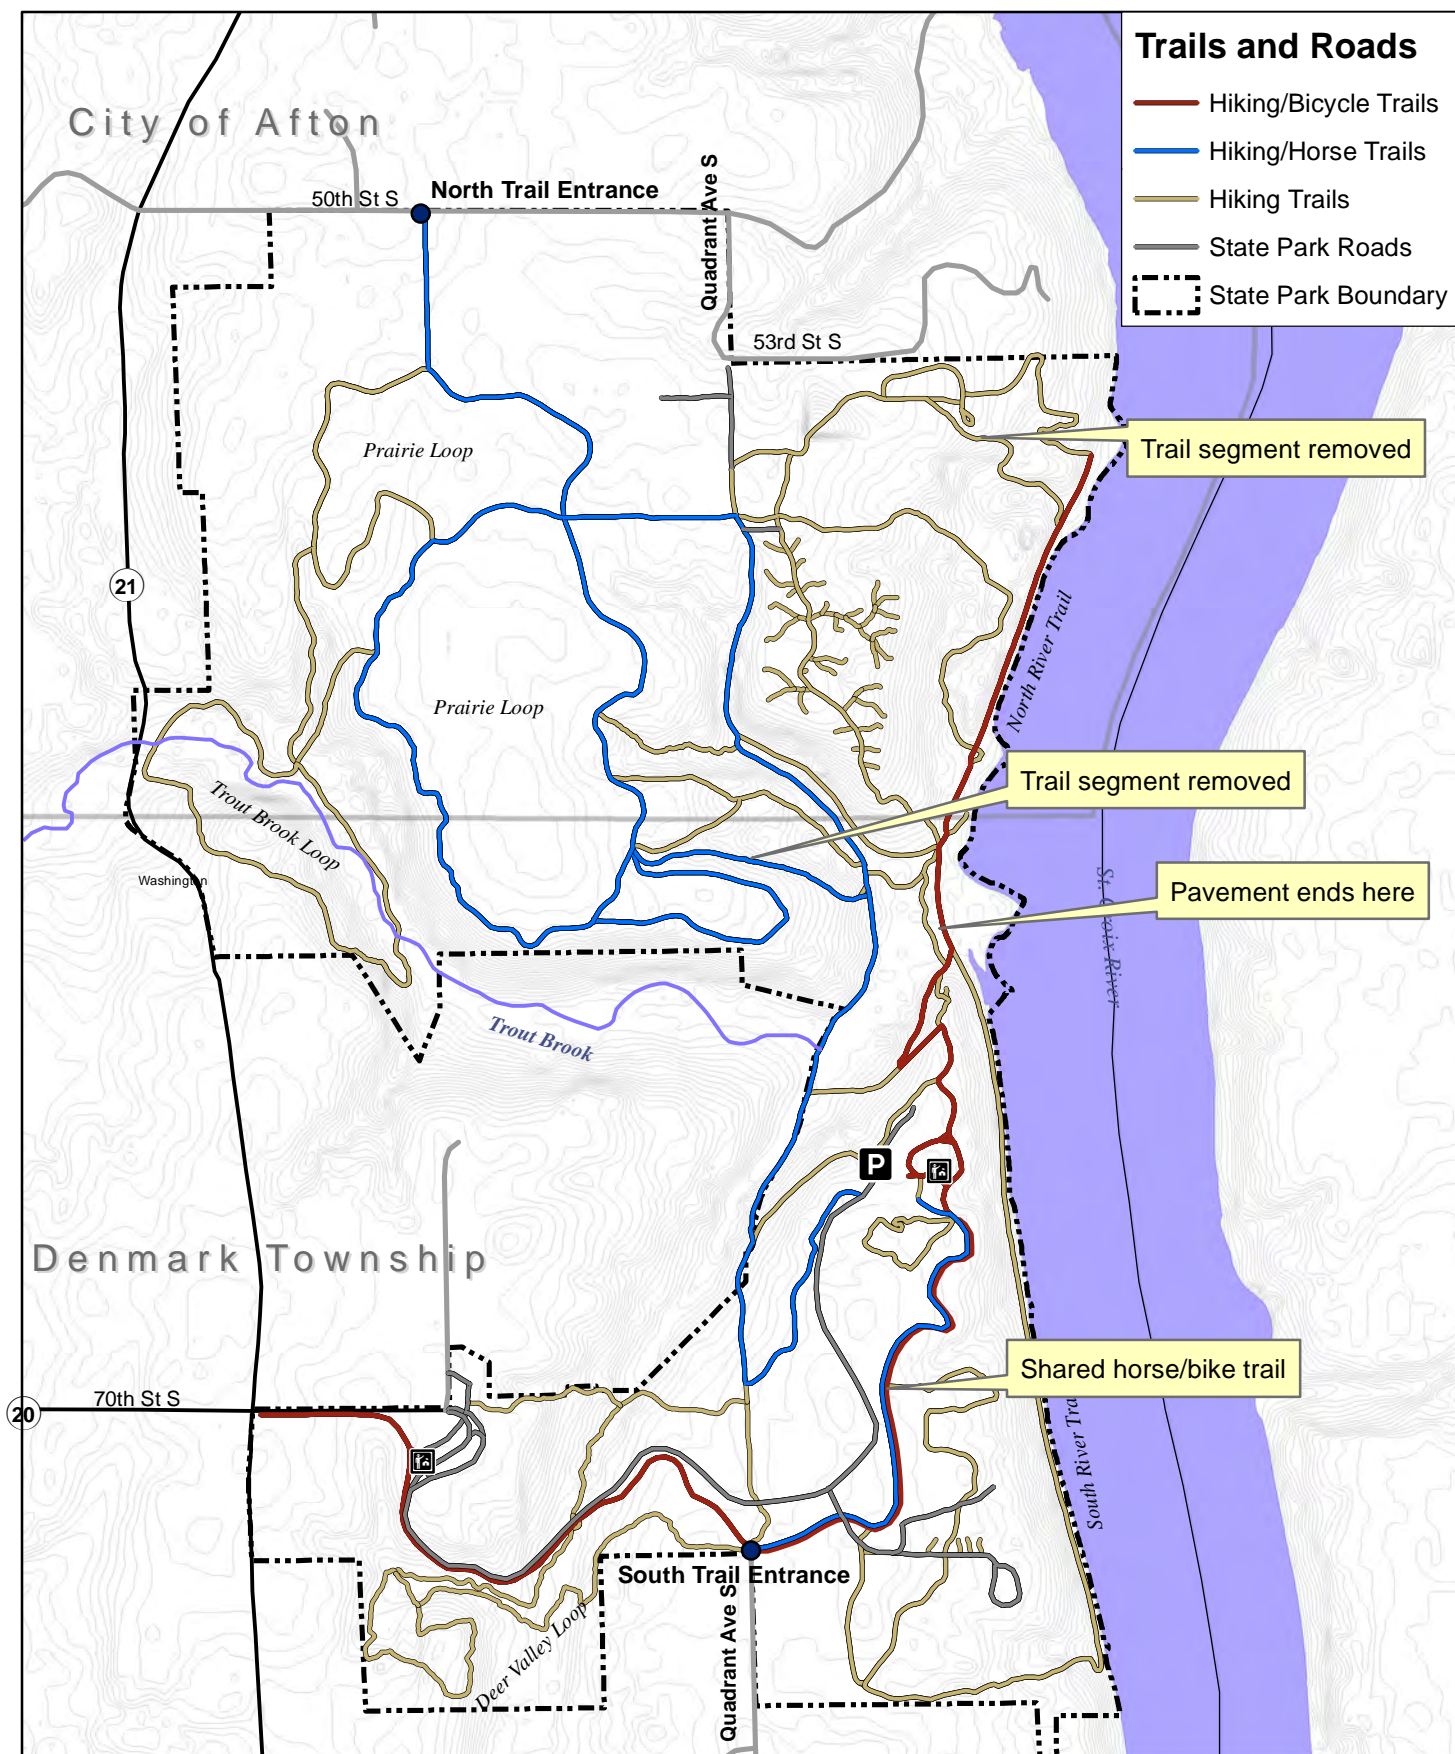 Trails and Roads
Hiking/Bicycle Trails
Hiking/Horse Trails
Hiking Trails
State Park Roads
State Park Boundary
City of Afton
50th St S
North Trail Entrance
Quadrant Ave S
53rd St S
Trail segment removed
Prairie Loop
21
North River Trail
Prairie Loop
Trail segment removed
Trout Brook Loop
Washington
Pavement ends here
St. Croix River
Trout Brook
P
Denmark Township
Shared horse/bike trail
70th St S
20
South River Trai
South Trail Entrance
Deer Valley Loop
Quadrant Ave S